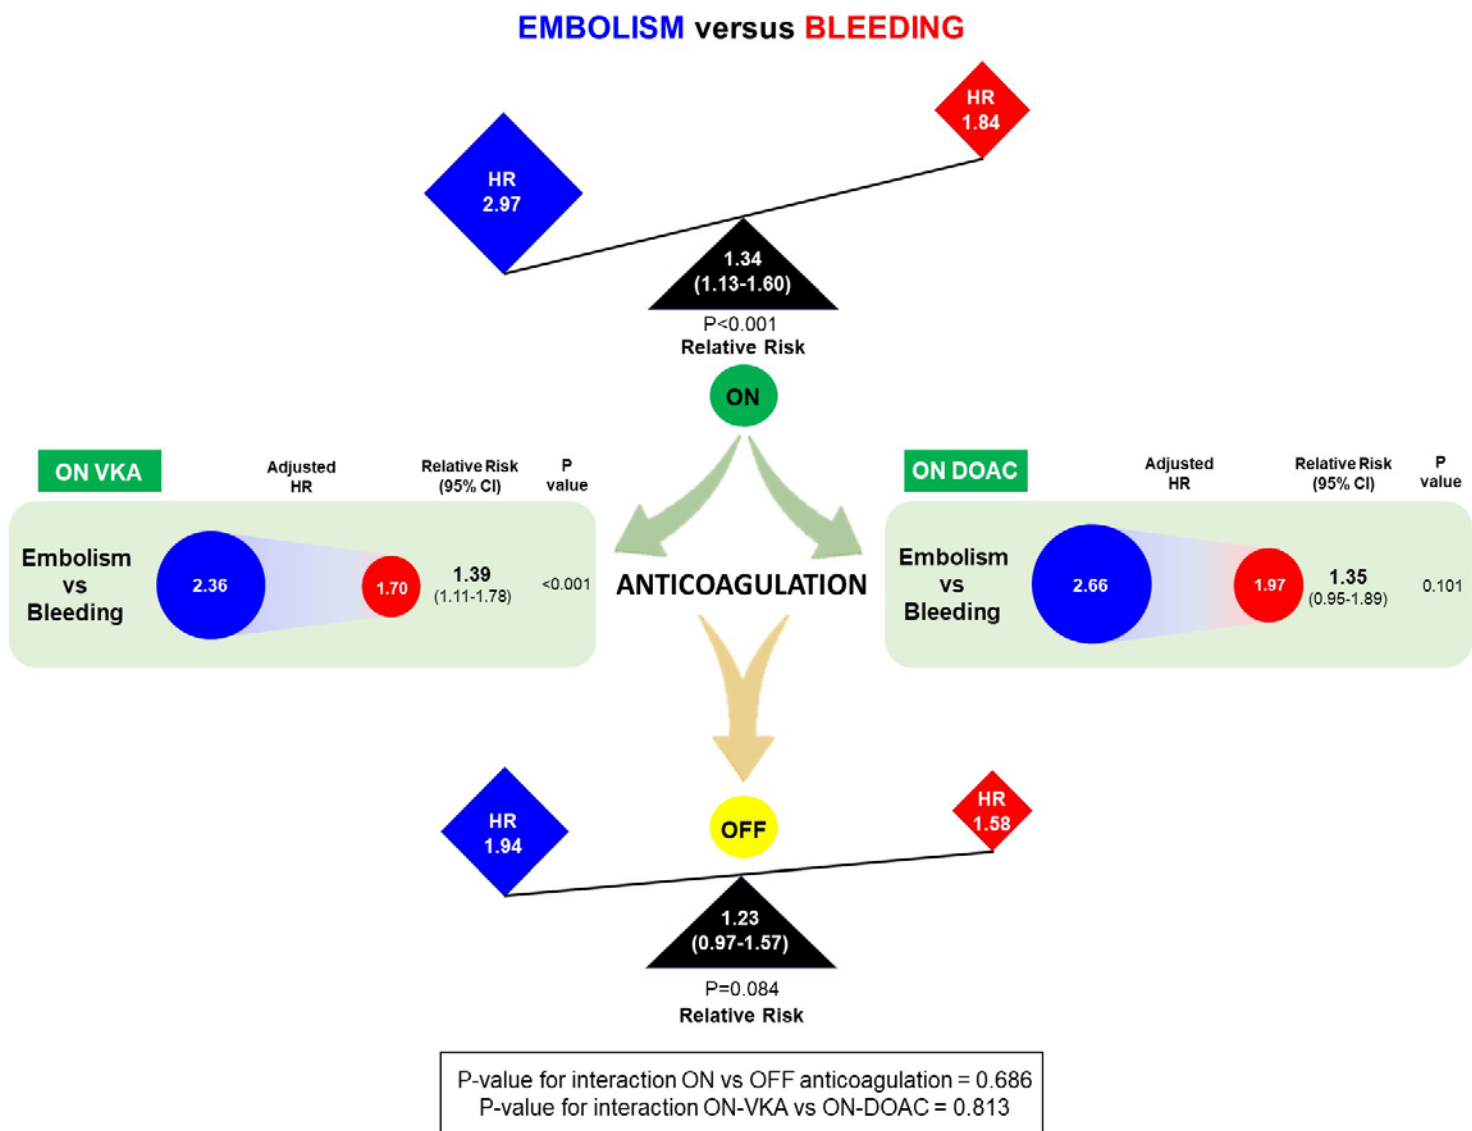 EMBOLISM versus BLEEDING
HR
1.84
HR
2.97
1.34
(1.13-1.60)
P<0.001
Relative Risk
ON
ON VKA
Adjusted
HR
Relative Risk
(95% CI)
P
value
Embolism
vs
Bleeding
2.36
1.70
1.39
(1.11-1.78)
<0.001
ANTICOAGULATION
ON DOAC
Adjusted
HR
Relative Risk
(95% CI)
P
value
Embolism
vs
Bleeding
2.66
1.97
1.35
(0.95-1.89)
0.101
HR
1.94
OFF
HR
1.58
1.23
(0.97-1.57)
P=0.084
Relative Risk
P-value for interaction ON vs OFF anticoagulation = 0.686
P-value for interaction ON-VKA vs ON-DOAC = 0.813